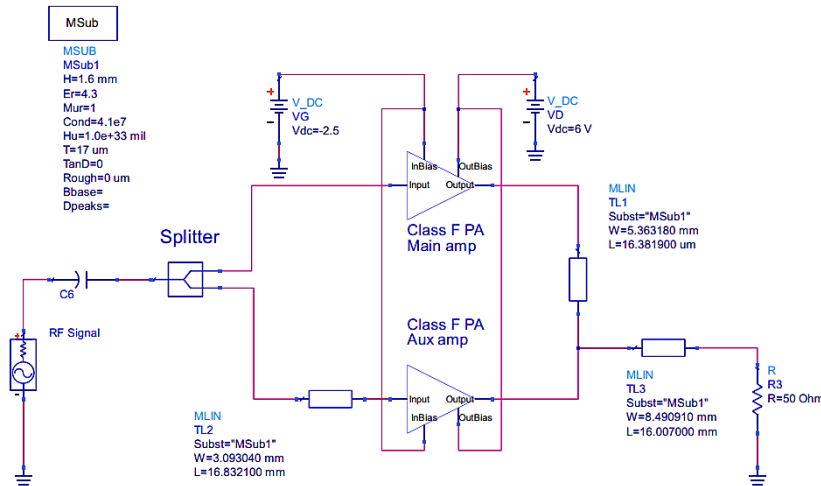 MSub
MSUB
MSub1
H=1.6 mm
Er=4.3
Mur=1
Cond=4.1e7
Hu=1.0e+33 mil
T=17 um
TanD=0
Rough=0 um
Bbase=
Dpeaks=
+
-
V_DC
VG
Vdc=-2.5
+
-
V_DC
VD
Vdc=6 V
InBias
OutBias
Input
Output
Class F PA
Main amp
MLIN
TL1
Subst="MSub1"
W=5.363180 mm
L=16.381900 um
Splitter
C6
RF Signal
+
-
Class F PA
Aux amp
Input
Output
InBias
OutBias
MLIN
TL2
Subst="MSub1"
W=3.093040 mm
L=16.832100 mm
MLIN
TL3
Subst="MSub1"
W=8.490910 mm
L=16.007000 mm
R
R3
R=50 Ohm